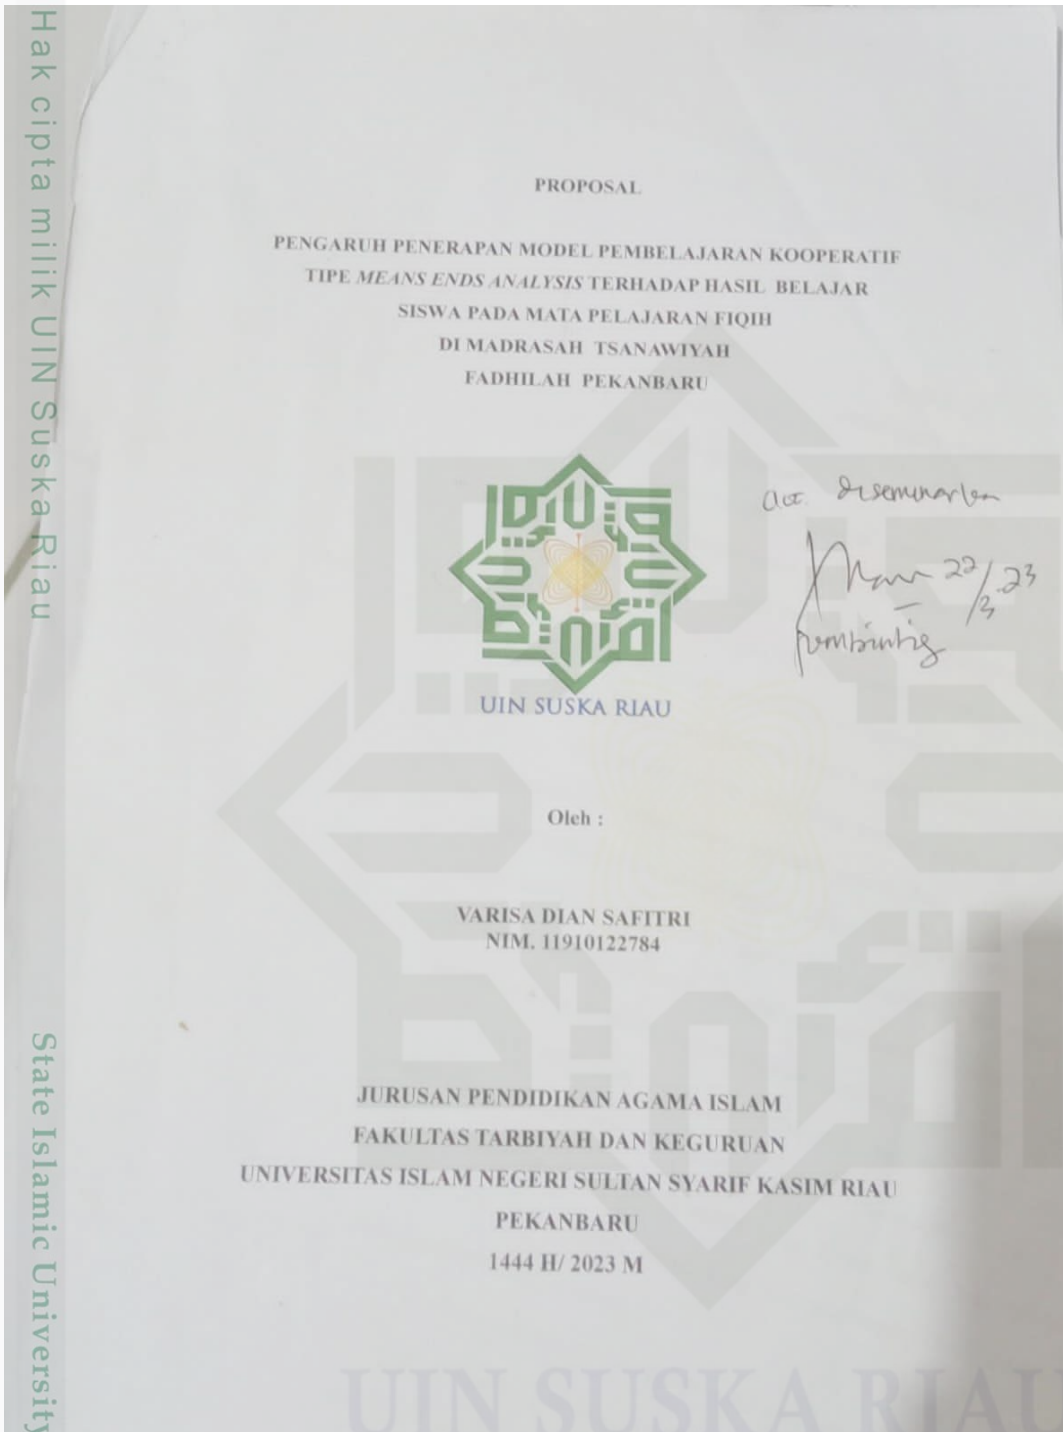 Hak cipta milik UIN Suska Riau
State Islamic University
PROPOSAL
PENGARUH PENERAPAN MODEL PEMBELAJARAN KOOPERATIF
TIPE MEANS ENDS ANALYSIS TERHADAP HASIL BELAJAR
SISWA PADA MATA PELAJARAN FIQIH
DI MADRASAH TSANAWIYAH
FADHILAH PEKANBARU
UIN SUSKA RIAU
diseminarkan
22/3-23
Oleh :
VARISA DIAN SAFITRI
NIM. 11910122784
JURUSAN PENDIDIKAN AGAMA ISLAM
FAKULTAS TARBIYAH DAN KEGURUAN
UNIVERSITAS ISLAM NEGERI SULTAN SYARIF KASIM RIAU
PEKANBARU
1444 H/ 2023 M
UIN SUSKA RIAU